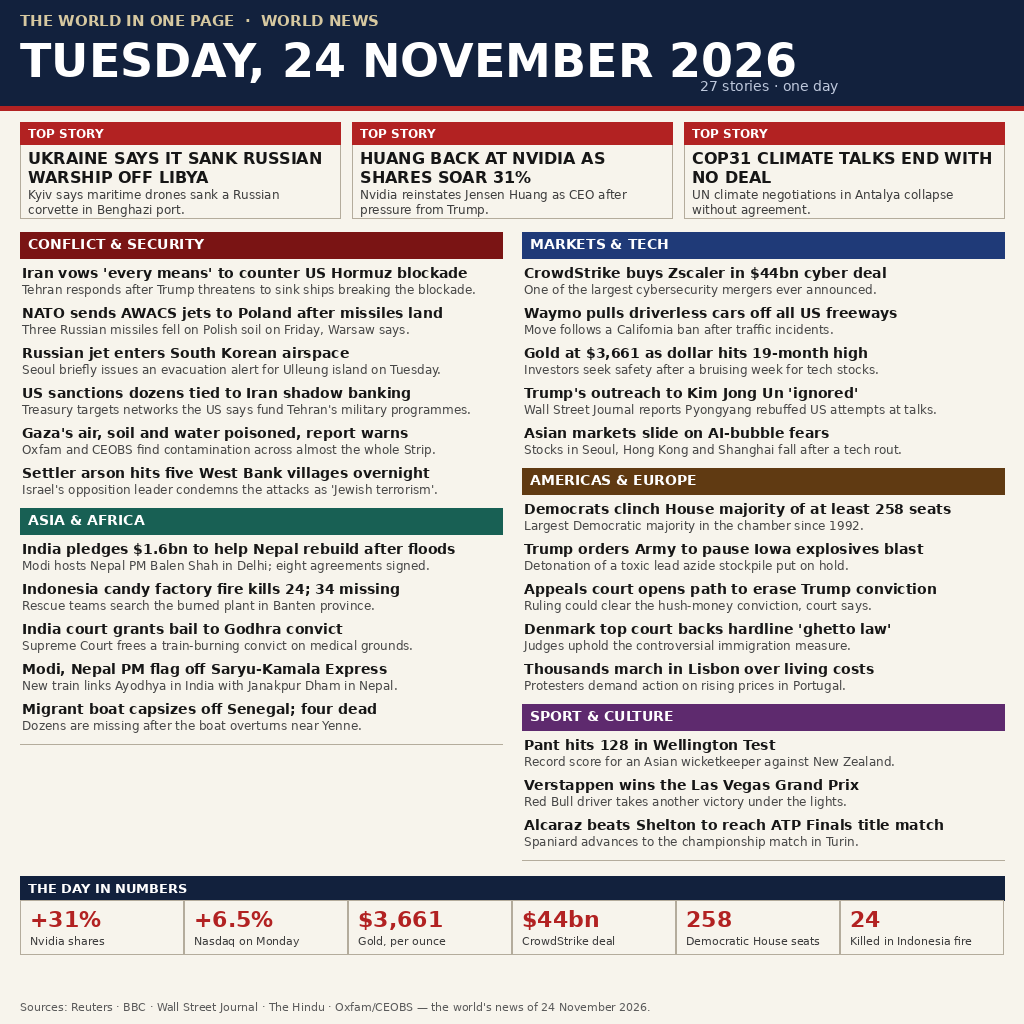 THE WORLD IN ONE PAGE · WORLD NEWS
TUESDAY, 24 NOVEMBER 2026
27 stories · one day
TOP STORY
UKRAINE SAYS IT SANK RUSSIAN
WARSHIP OFF LIBYA
Kyiv says maritime drones sank a Russian
corvette in Benghazi port.
TOP STORY
HUANG BACK AT NVIDIA AS
SHARES SOAR 31%
Nvidia reinstates Jensen Huang as CEO after
pressure from Trump.
TOP STORY
COP31 CLIMATE TALKS END WITH
NO DEAL
UN climate negotiations in Antalya collapse
without agreement.
CONFLICT & SECURITY
Iran vows 'every means' to counter US Hormuz blockade
Tehran responds after Trump threatens to sink ships breaking the blockade.
NATO sends AWACS jets to Poland after missiles land
Three Russian missiles fell on Polish soil on Friday, Warsaw says.
Russian jet enters South Korean airspace
Seoul briefly issues an evacuation alert for Ulleung island on Tuesday.
US sanctions dozens tied to Iran shadow banking
Treasury targets networks the US says fund Tehran's military programmes.
Gaza's air, soil and water poisoned, report warns
Oxfam and CEOBS find contamination across almost the whole Strip.
Settler arson hits five West Bank villages overnight
Israel's opposition leader condemns the attacks as 'Jewish terrorism'.
ASIA & AFRICA
India pledges $1.6bn to help Nepal rebuild after floods
Modi hosts Nepal PM Balen Shah in Delhi; eight agreements signed.
Indonesia candy factory fire kills 24; 34 missing
Rescue teams search the burned plant in Banten province.
India court grants bail to Godhra convict
Supreme Court frees a train-burning convict on medical grounds.
Modi, Nepal PM flag off Saryu-Kamala Express
New train links Ayodhya in India with Janakpur Dham in Nepal.
Migrant boat capsizes off Senegal; four dead
Dozens are missing after the boat overturns near Yenne.
MARKETS & TECH
CrowdStrike buys Zscaler in $44bn cyber deal
One of the largest cybersecurity mergers ever announced.
Waymo pulls driverless cars off all US freeways
Move follows a California ban after traffic incidents.
Gold at $3,661 as dollar hits 19-month high
Investors seek safety after a bruising week for tech stocks.
Trump's outreach to Kim Jong Un 'ignored'
Wall Street Journal reports Pyongyang rebuffed US attempts at talks.
Asian markets slide on AI-bubble fears
Stocks in Seoul, Hong Kong and Shanghai fall after a tech rout.
AMERICAS & EUROPE
Democrats clinch House majority of at least 258 seats
Largest Democratic majority in the chamber since 1992.
Trump orders Army to pause Iowa explosives blast
Detonation of a toxic lead azide stockpile put on hold.
Appeals court opens path to erase Trump conviction
Ruling could clear the hush-money conviction, court says.
Denmark top court backs hardline 'ghetto law'
Judges uphold the controversial immigration measure.
Thousands march in Lisbon over living costs
Protesters demand action on rising prices in Portugal.
SPORT & CULTURE
Pant hits 128 in Wellington Test
Record score for an Asian wicketkeeper against New Zealand.
Verstappen wins the Las Vegas Grand Prix
Red Bull driver takes another victory under the lights.
Alcaraz beats Shelton to reach ATP Finals title match
Spaniard advances to the championship match in Turin.
THE DAY IN NUMBERS
+31%
Nvidia shares
+6.5%
Nasdaq on Monday
$3,661
Gold, per ounce
$44bn
CrowdStrike deal
258
Democratic House seats
24
Killed in Indonesia fire
Sources: Reuters · BBC · Wall Street Journal · The Hindu · Oxfam/CEOBS — the world's news of 24 November 2026.